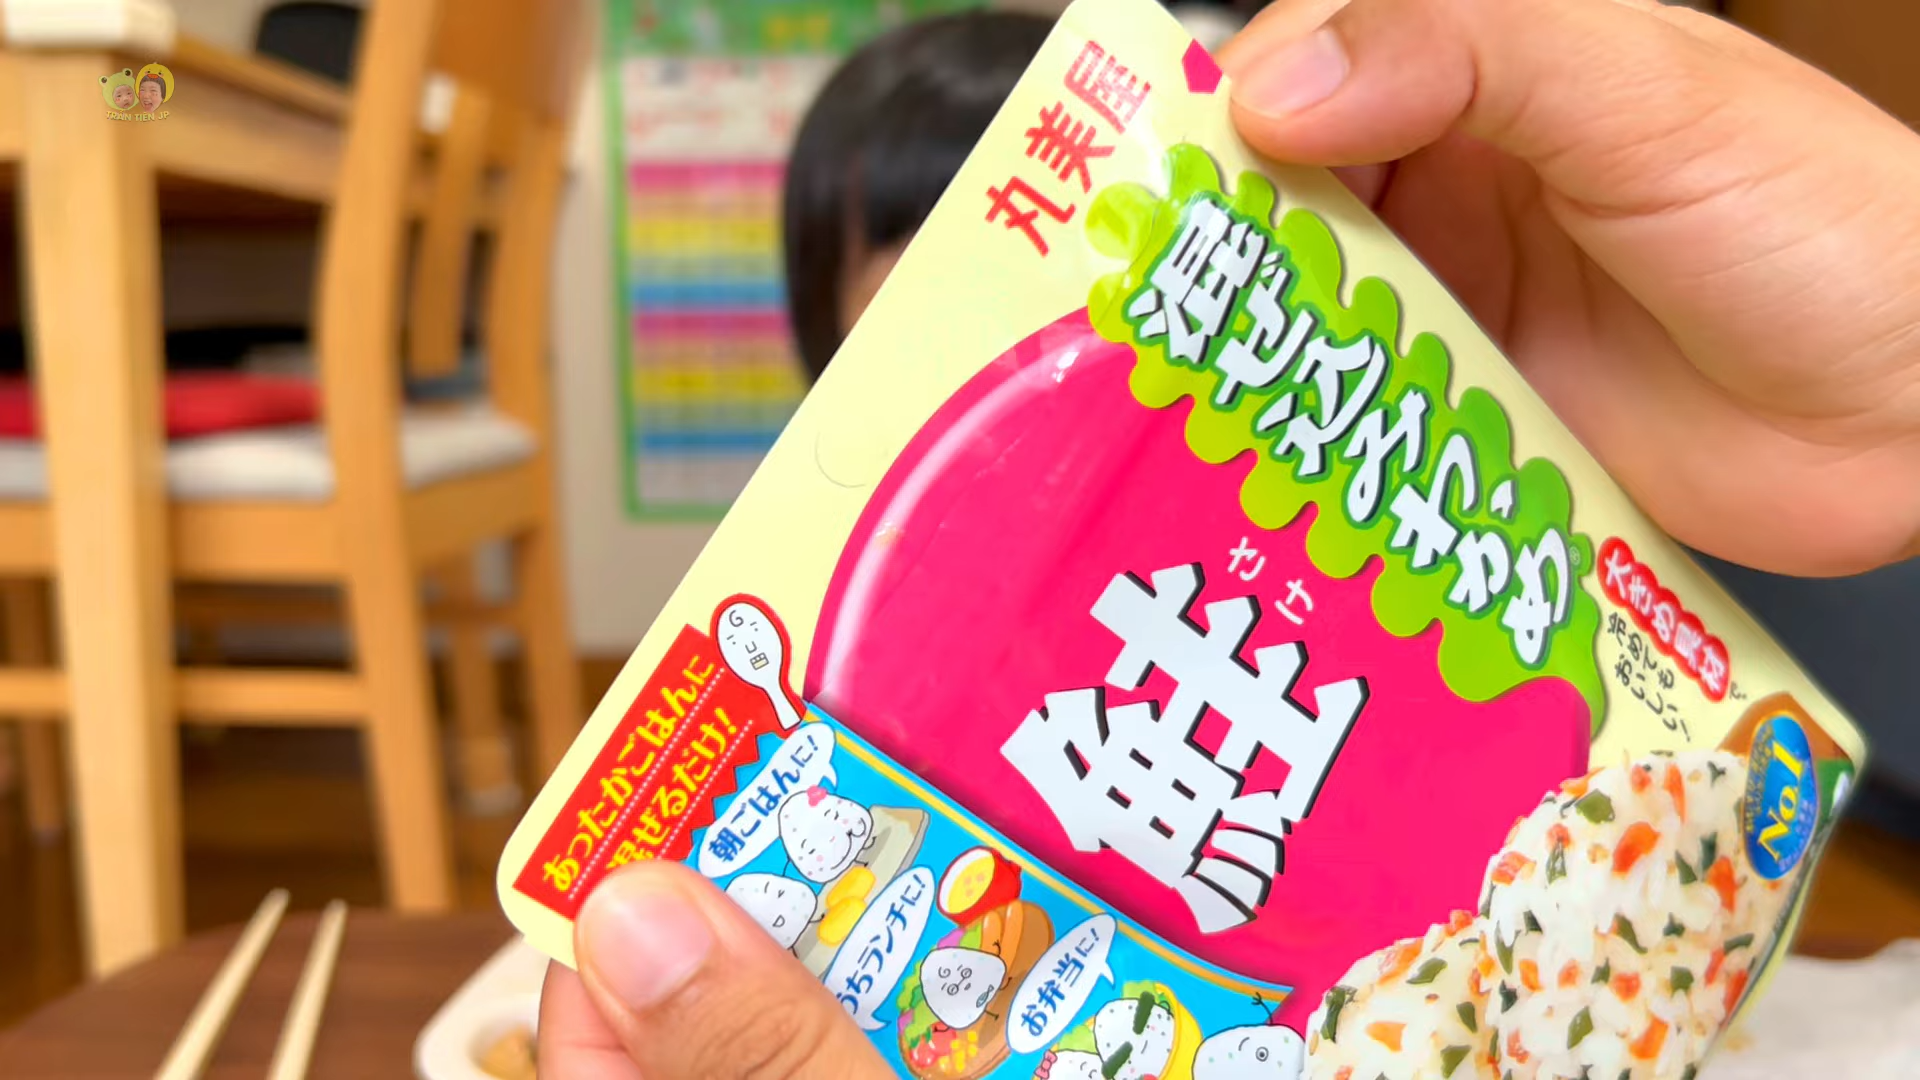 TRAN TIEN JP
丸美屋
混ぜ込みわかめ®
さけ
鮭
大きめ具材で、
冷めてもおいしい!
No.1
あったかごはんに
混ぜるだけ!
朝ごはんに!
おうちランチに!
お弁当に!